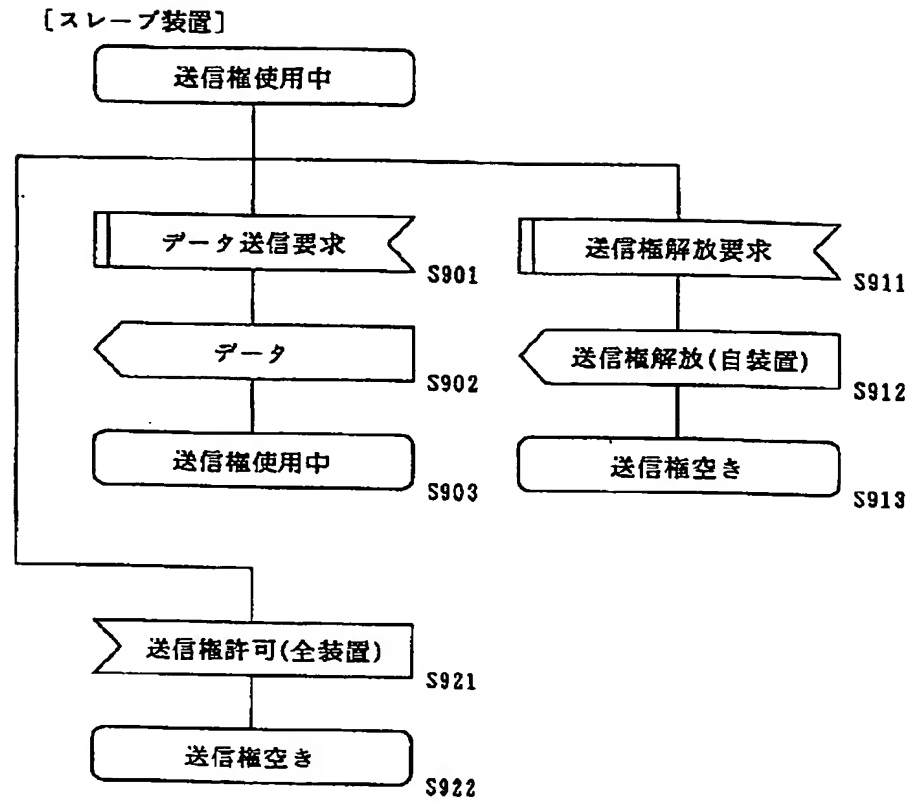 [スレーブ装置]
送信権使用中
データ送信要求
S901
データ
S902
送信権使用中
S903
送信権解放要求
S911
送信権解放(自装置)
S912
送信権空き
S913
送信権許可(全装置)
S921
送信権空き
S922